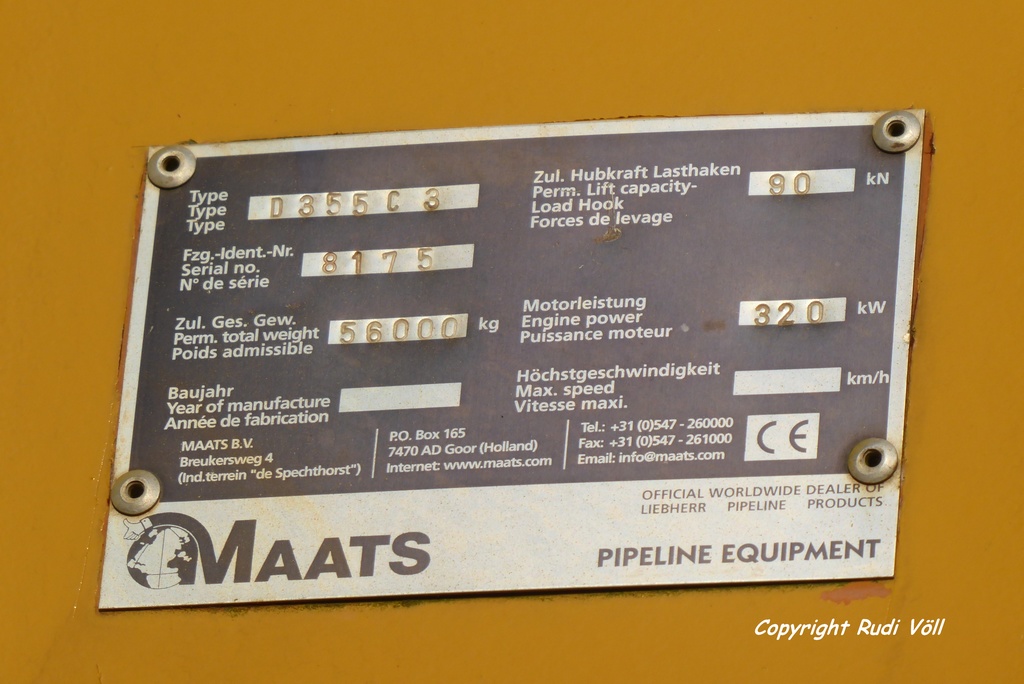 Type
Type
Type
D355C3
Fzg.-Ident.-Nr.
Serial no.
N° de série
8175
Zul. Ges. Gew.
Perm. total weight
Poids admissible
56000 kg
Baujahr
Year of manufacture
Année de fabrication
Zul. Hubkraft Lasthaken
Perm. Lift capacity-
Load Hook
Forces de levage
90 kN
Motorleistung
Engine power
Puissance moteur
320 kW
Höchstgeschwindigkeit
Max. speed
Vitesse maxi.
km/h
MAATS B.V.
Breukersweg 4
(Ind.terrein "de Spechthorst")
P.O. Box 165
7470 AD Goor (Holland)
Internet: www.maats.com
Tel.: +31 (0)547 - 260000
Fax: +31 (0)547 - 261000
Email: info@maats.com
CE
OFFICIAL WORLDWIDE DEALER OF
LIEBHERR PIPELINE PRODUCTS
MAATS
PIPELINE EQUIPMENT
Copyright Rudi Völl